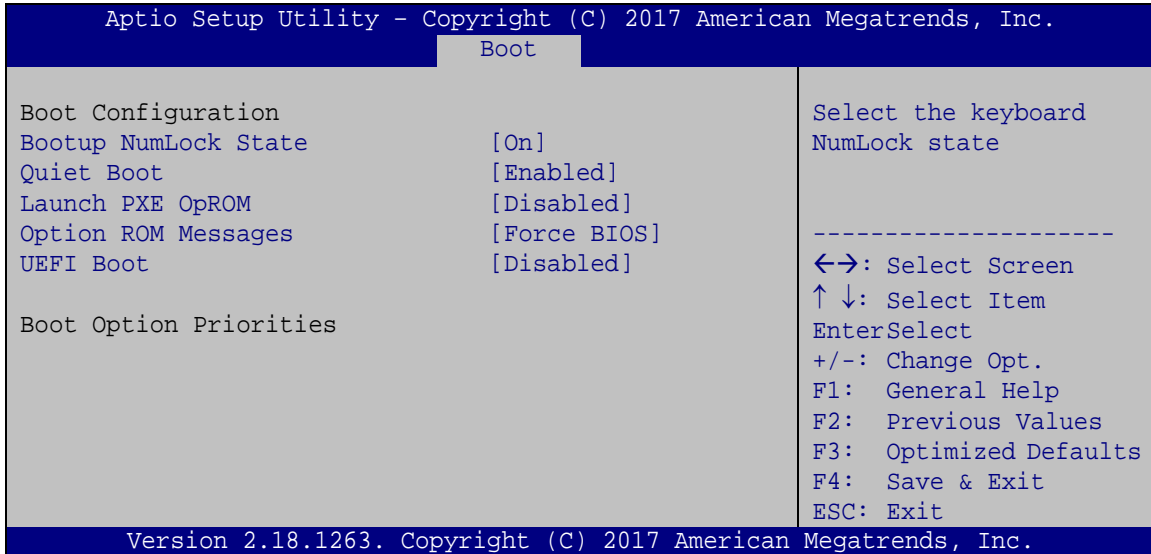 Aptio Setup Utility – Copyright (C) 2017 American Megatrends, Inc.
Boot
Boot Configuration
Bootup NumLock State [On]
Quiet Boot [Enabled]
Launch PXE OpROM [Disabled]
Option ROM Messages [Force BIOS]
UEFI Boot [Disabled]
Boot Option Priorities
Select the keyboard
NumLock state
---------------------
←→: Select Screen
↑ ↓: Select Item
EnterSelect
+/-: Change Opt.
F1: General Help
F2: Previous Values
F3: Optimized Defaults
F4: Save & Exit
ESC: Exit
Version 2.18.1263. Copyright (C) 2017 American Megatrends, Inc.